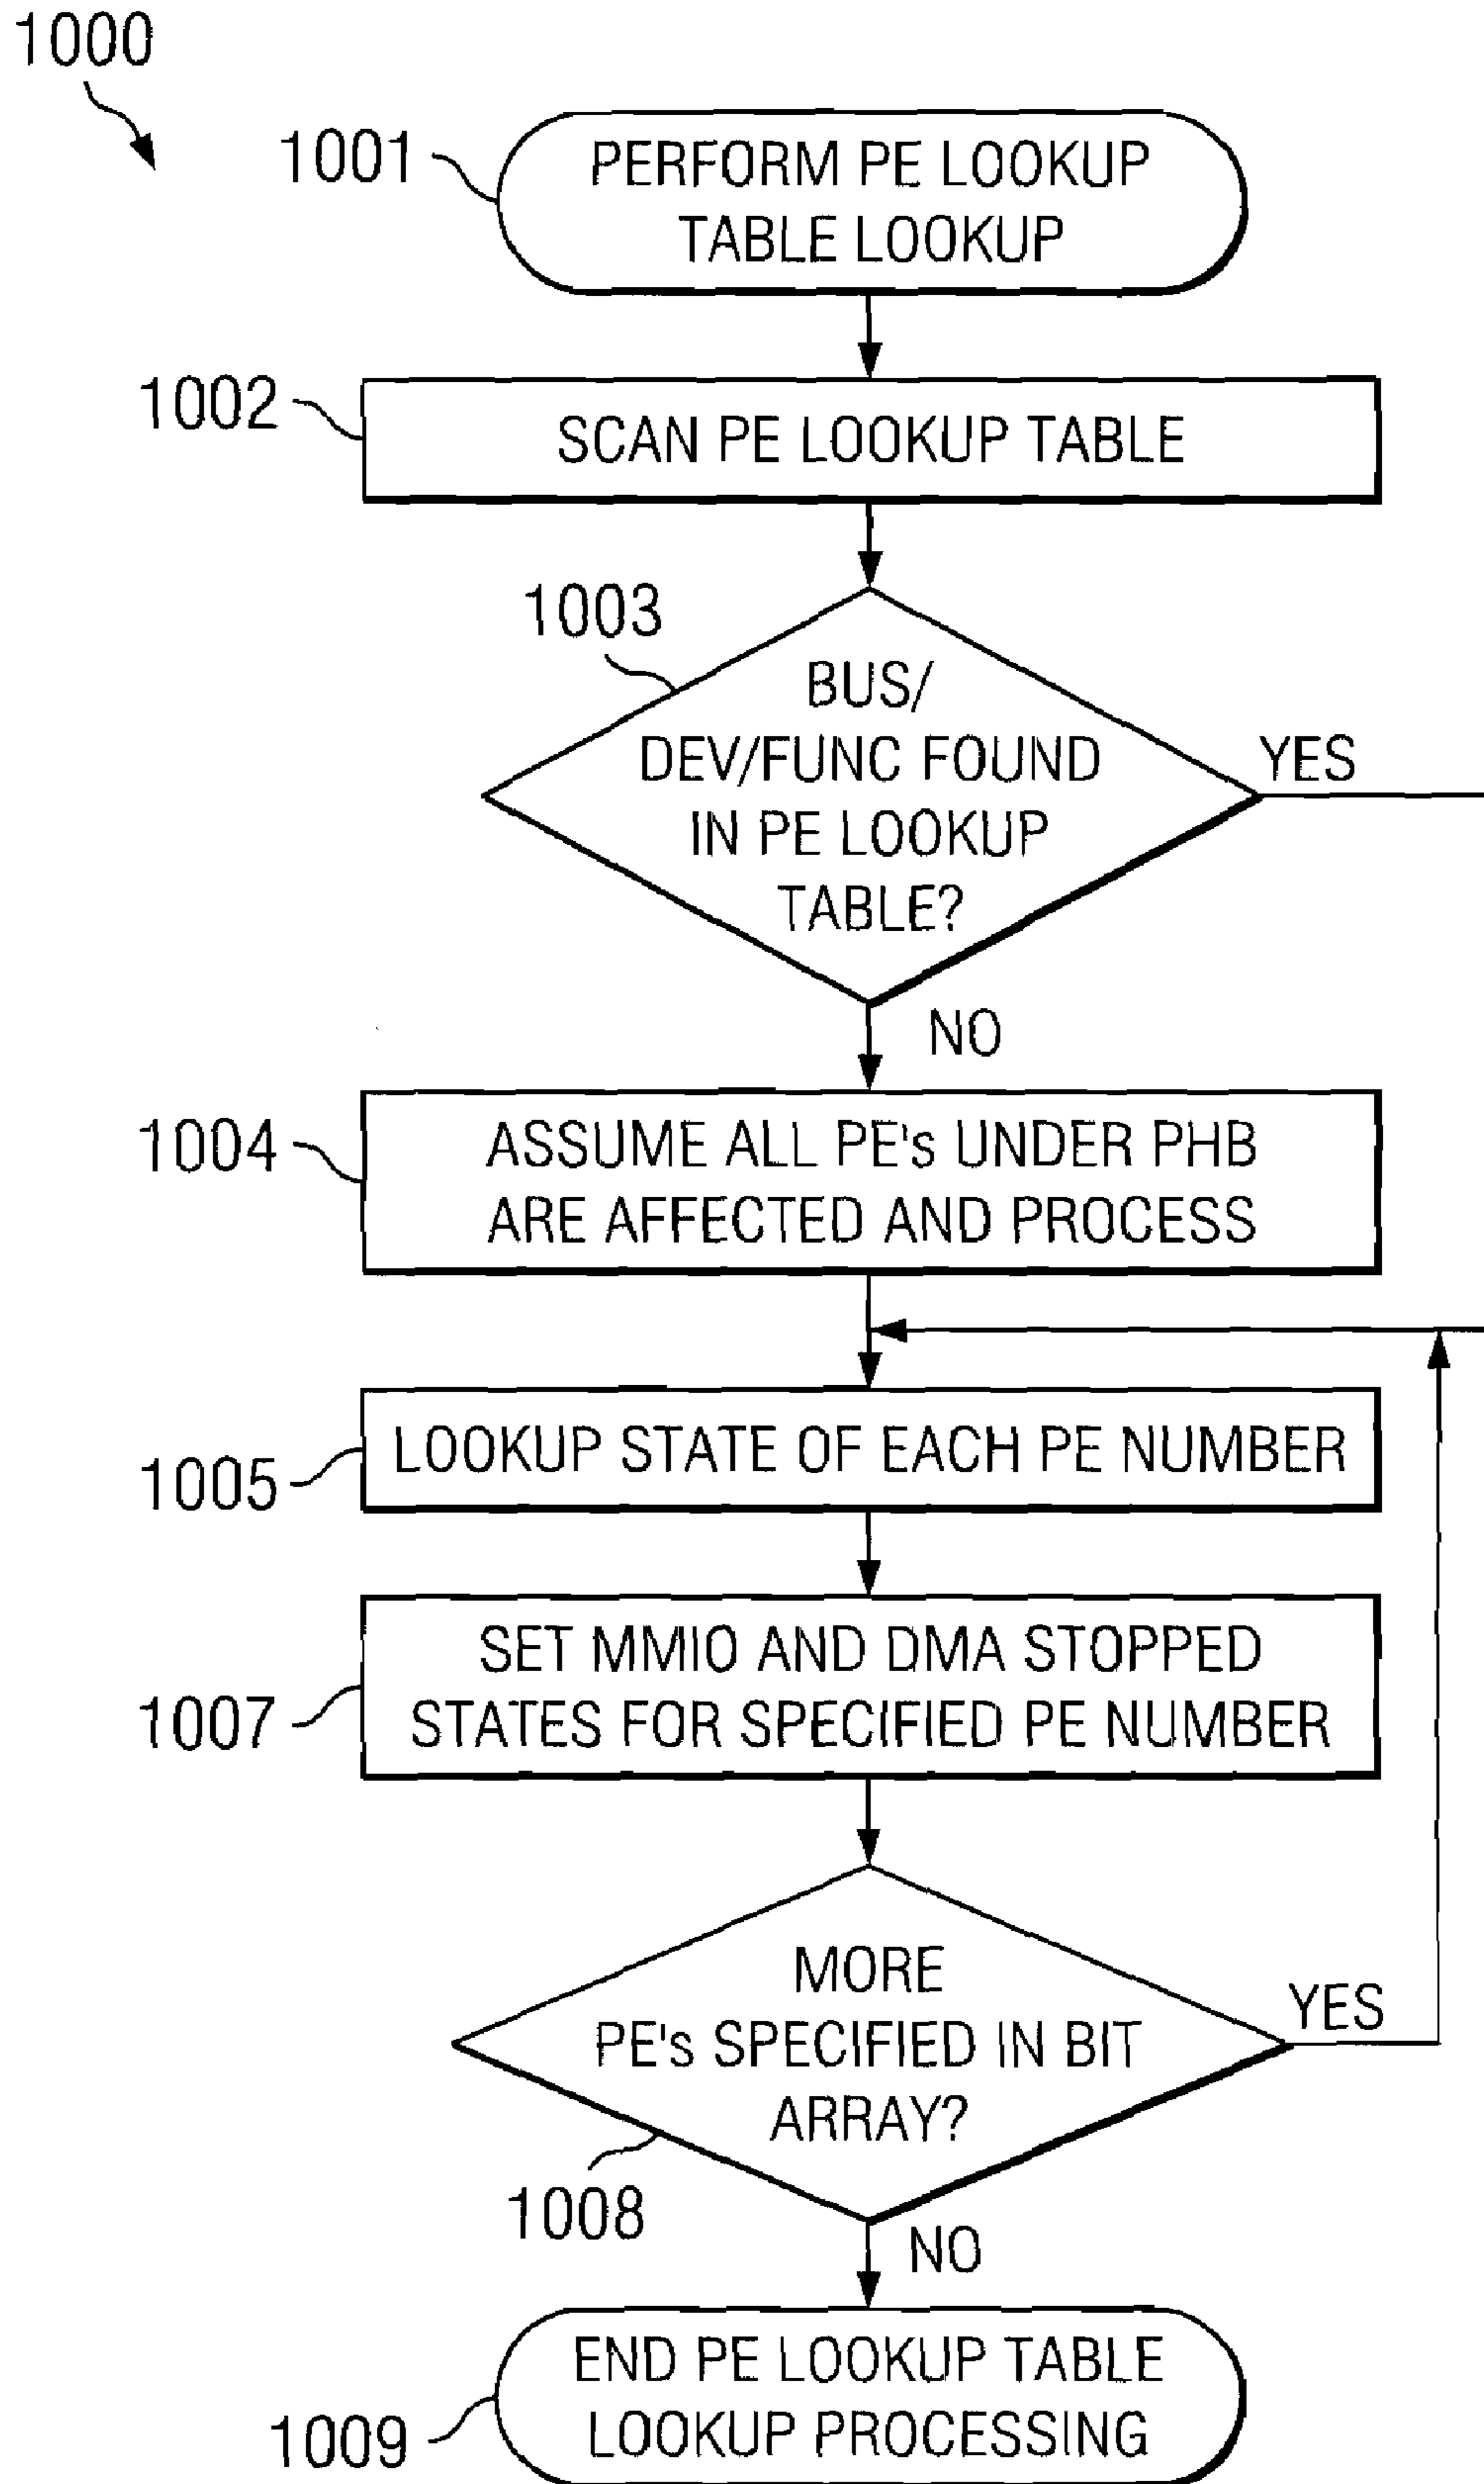 1000
1001
PERFORM PE LOOKUP
TABLE LOOKUP
1002
SCAN PE LOOKUP TABLE
1003
BUS/
DEV/FUNC FOUND
IN PE LOOKUP
TABLE?
YES
NO
1004
ASSUME ALL PE's UNDER PHB
ARE AFFECTED AND PROCESS
1005
LOOKUP STATE OF EACH PE NUMBER
1007
SET MMIO AND DMA STOPPED
STATES FOR SPECIFIED PE NUMBER
MORE
PE's SPECIFIED IN BIT
ARRAY?
YES
1008
NO
1009
END PE LOOKUP TABLE
LOOKUP PROCESSING